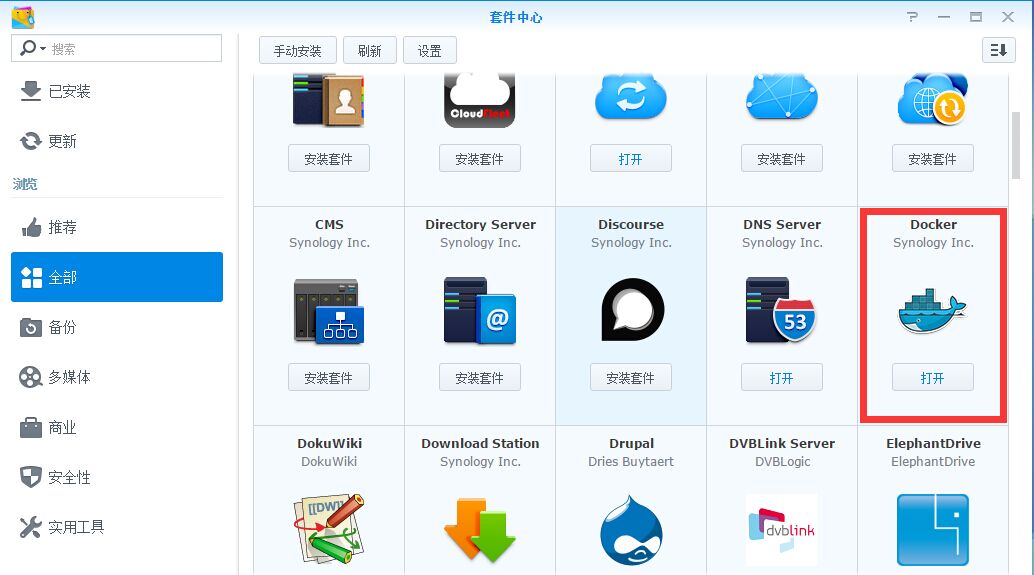 套件中心
搜索
手动安装 刷新 设置
已安装
更新
浏览
推荐
全部
备份
多媒体
商业
安全性
实用工具
CloudFleet
安装套件 安装套件 打开 安装套件 安装套件
CMS Directory Server Discourse DNS Server Docker
Synology Inc. Synology Inc. Synology Inc. Synology Inc. Synology Inc.
@ 53
安装套件 安装套件 安装套件 打开 打开
DokuWiki Download Station Drupal DVBLink Server ElephantDrive
DokuWiki Synology Inc. Dries Buytaert DVBLogic ElephantDrive
[[DW]] dvblink